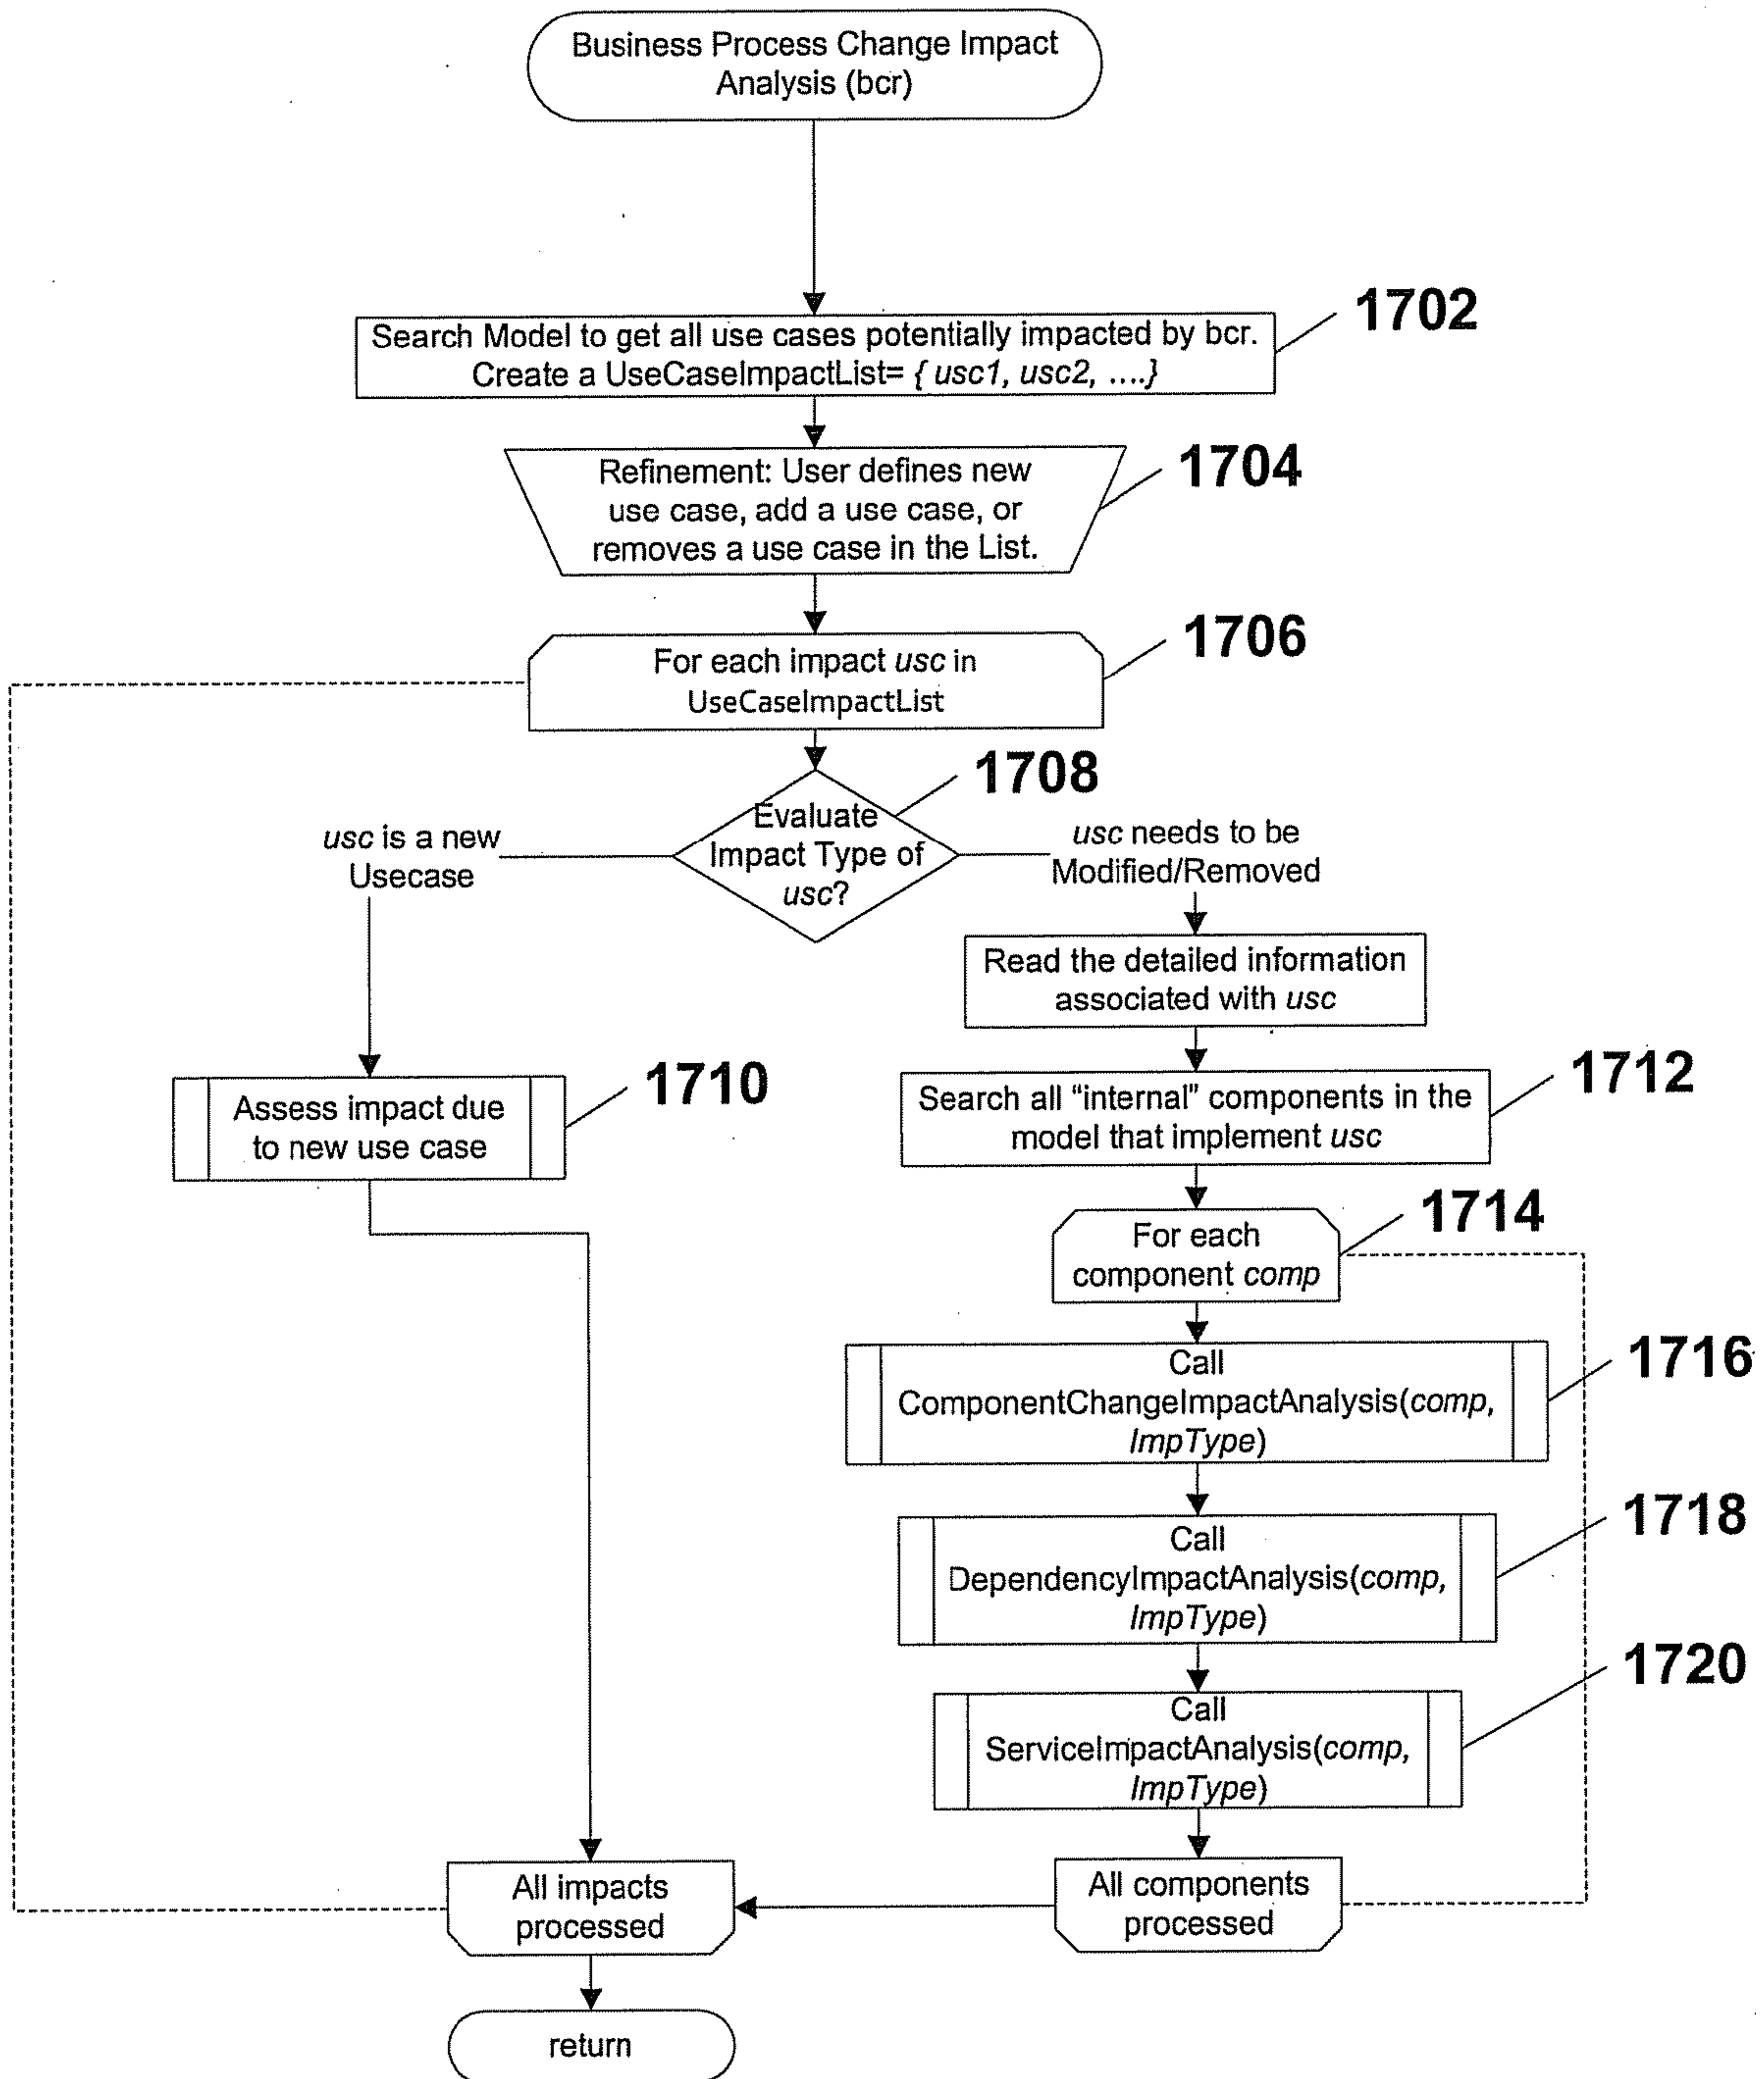 Business Process Change Impact
Analysis (bcr)
1702
Search Model to get all use cases potentially impacted by bcr.
Create a UseCaseImpactList= { usc1, usc2, ....}
1704
Refinement: User defines new
use case, add a use case, or
removes a use case in the List.
1706
For each impact usc in
UseCaseImpactList
1708
Evaluate
Impact Type of
usc?
usc is a new
Usecase
usc needs to be
Modified/Removed
Read the detailed information
associated with usc
1710
Assess impact due
to new use case
1712
Search all “internal” components in the
model that implement usc
1714
For each
component comp
1716
Call
ComponentChangeImpactAnalysis(comp,
ImpType)
1718
Call
DependencyImpactAnalysis(comp,
ImpType)
1720
Call
ServiceImpactAnalysis(comp,
ImpType)
All impacts
processed
All components
processed
return